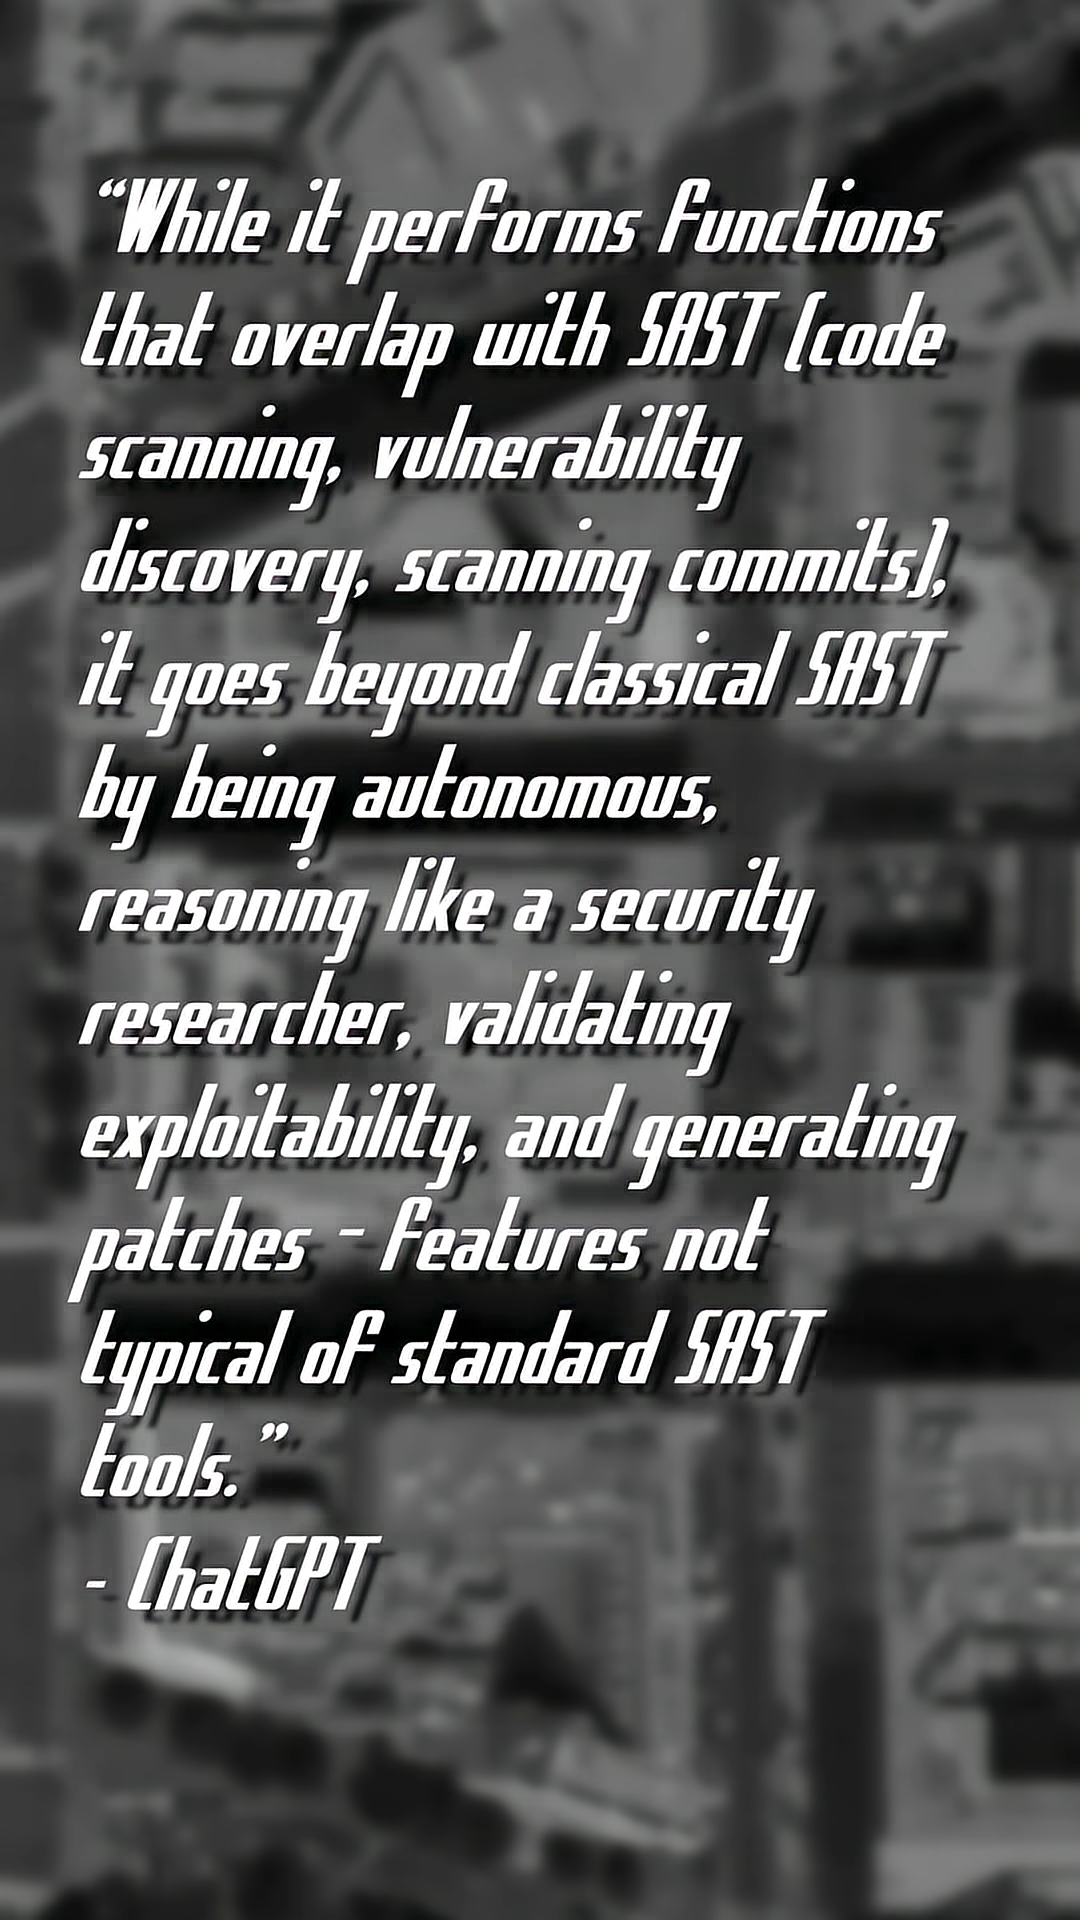 “While it performs functions
that overlap with SAST (code
scanning, vulnerability
discovery, scanning commits),
it goes beyond classical SAST
by being autonomous,
reasoning like a security
researcher, validating
exploitability, and generating
patches - features not
typical of standard SAST
tools.”
- ChatGPT